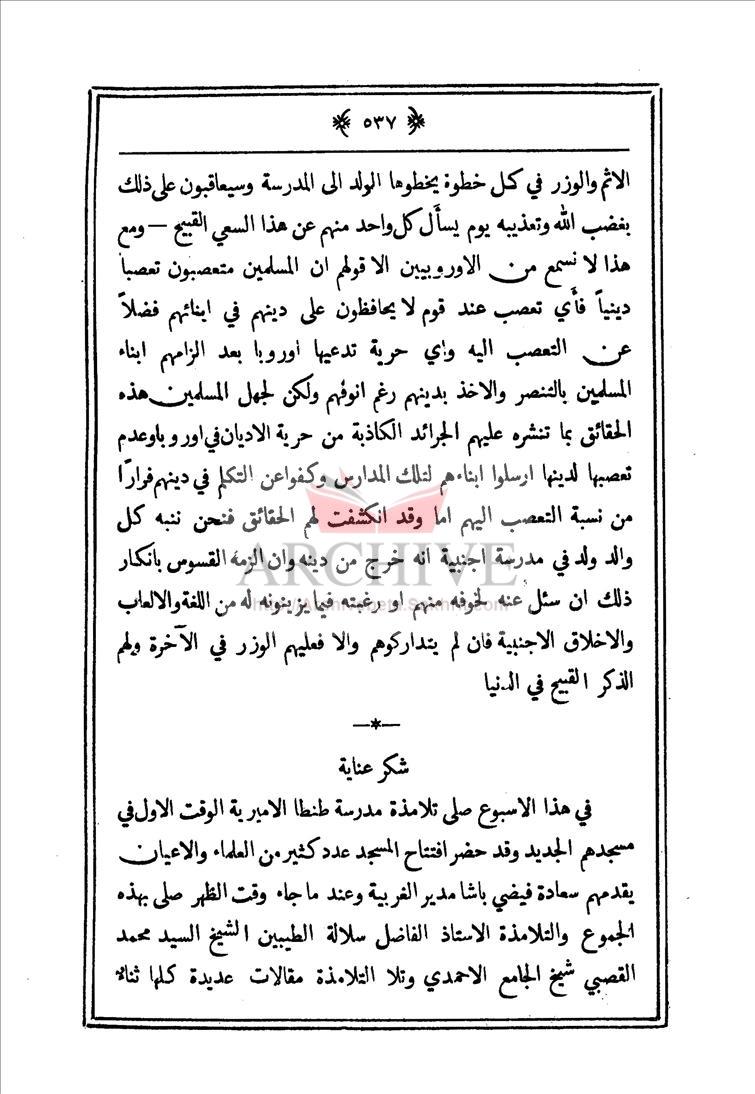 ﴿ ٥٣٧ ﴾
الاثم والوزر في كل خطوة يخطوها الولد الى المدرسة وسيعاقبون على ذلك
بغضب الله وتعذيبه يوم يسأل كل واحد منهم عن هذا السعي القبيح — ومع
هذا لا نسمع من الاوروبيين الا قولهم ان المسلمين متعصبون تعصبا
دينياً فأي تعصب عند قوم لا يحافظون على دينهم في ابنائهم فضلاً
عن التعصب اليه واي حرية تدعيها اوروبا بعد الزامهم ابناء
المسلمين بالتنصر والاخذ بدينهم رغم انوفهم ولكن لجهل المسلمين هذه
الحقائق بما تنشره عليهم الجرائد الكاذبة من حرية الاديان في اوروبا وعدم
تعصبها لدينها ارسلوا ابناءهم لتلك المدارس وكفوا عن التكلم في دينهم فرارًا
من نسبة التعصب اليهم اما وقد انكشفت لهم الحقائق فنحن ننبه كل
والد ولد في مدرسة اجنبية انه خرج من دينه وان الزمه القسوس بانكار
ذلك ان سئل عنه لخوفه منهم او رغبته فيما يزينونه له من اللغة والالعاب
والاخلاق الاجنبية فان لم يتداركوهم والا فعليهم الوزر في الآخرة ولهم
الذكر القبيح في الدنيا
—*—
شكر عناية
في هذا الاسبوع صلى تلامذة مدرسة طنطا الاميرية الوقت الاول في
مسجدهم الجديد وقد حضر افتتاح المسجد عدد كثير من العلماء والاعيان
يقدمهم سعادة فيضي باشا مدير الغربية وعند ما جاء وقت الظهر صلى بهذه
الجموع والتلامذة الاستاذ الفاضل سلالة الطيبين الشيخ السيد محمد
القصبي شيخ الجامع الاحمدي وتلا التلامذة مقالات عديدة كلها ثناء
ARCHIVE